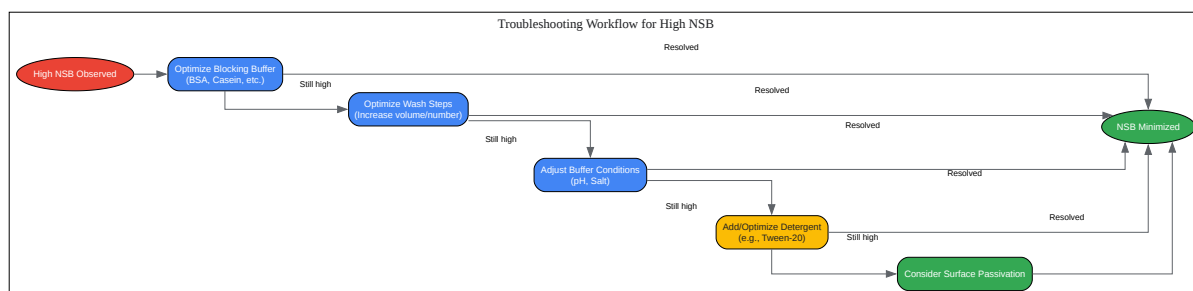 Troubleshooting Workflow for High NSB
Resolved
High NSB Observed
Optimize Blocking Buffer
(BSA, Casein, etc.)
Still high
Resolved
Optimize Wash Steps
(Increase volume/number)
Resolved
NSB Minimized
Still high
Adjust Buffer Conditions
(pH, Salt)
Resolved
Still high
Resolved
Add/Optimize Detergent
(e.g., Tween-20)
Still high
Consider Surface Passivation